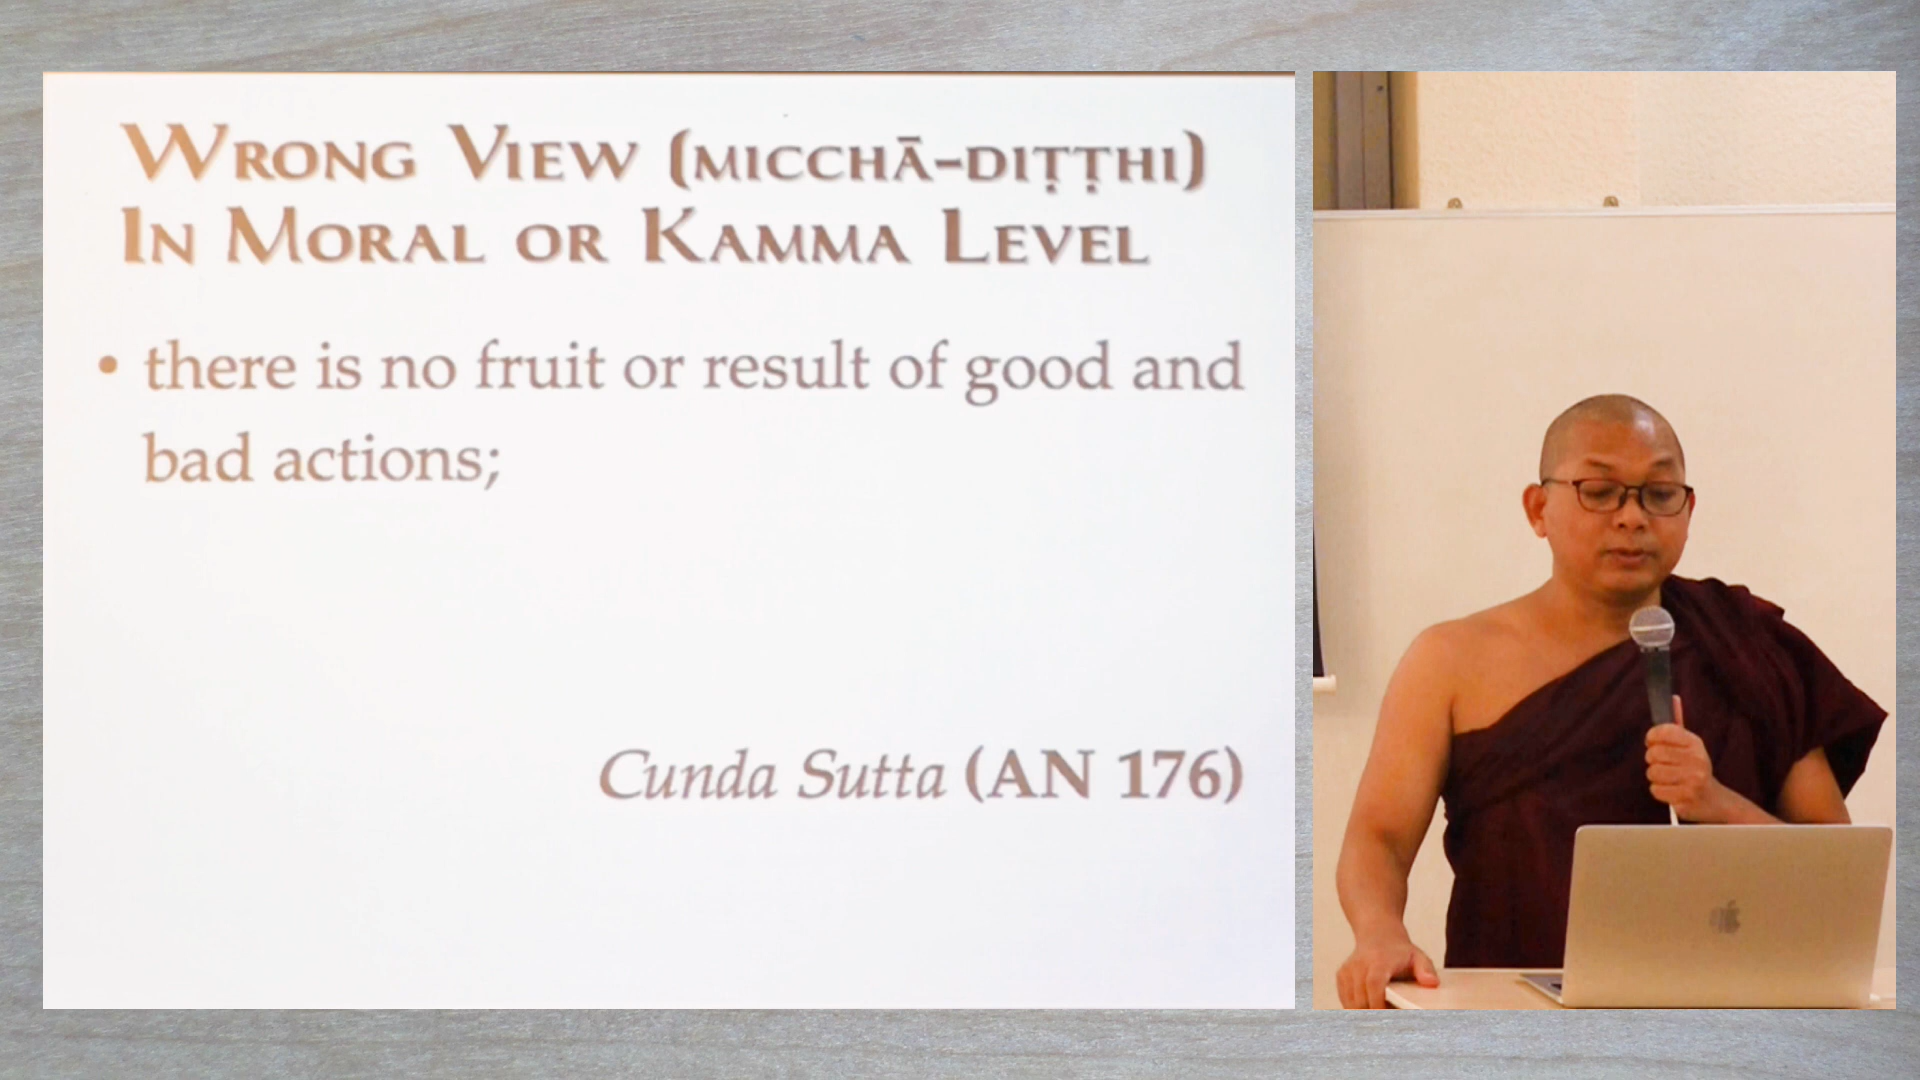 WRONG VIEW (MICCHĀ-DIṬṬHI)
IN MORAL OR KAMMA LEVEL
• there is no fruit or result of good and
bad actions;
Cunda Sutta (AN 176)